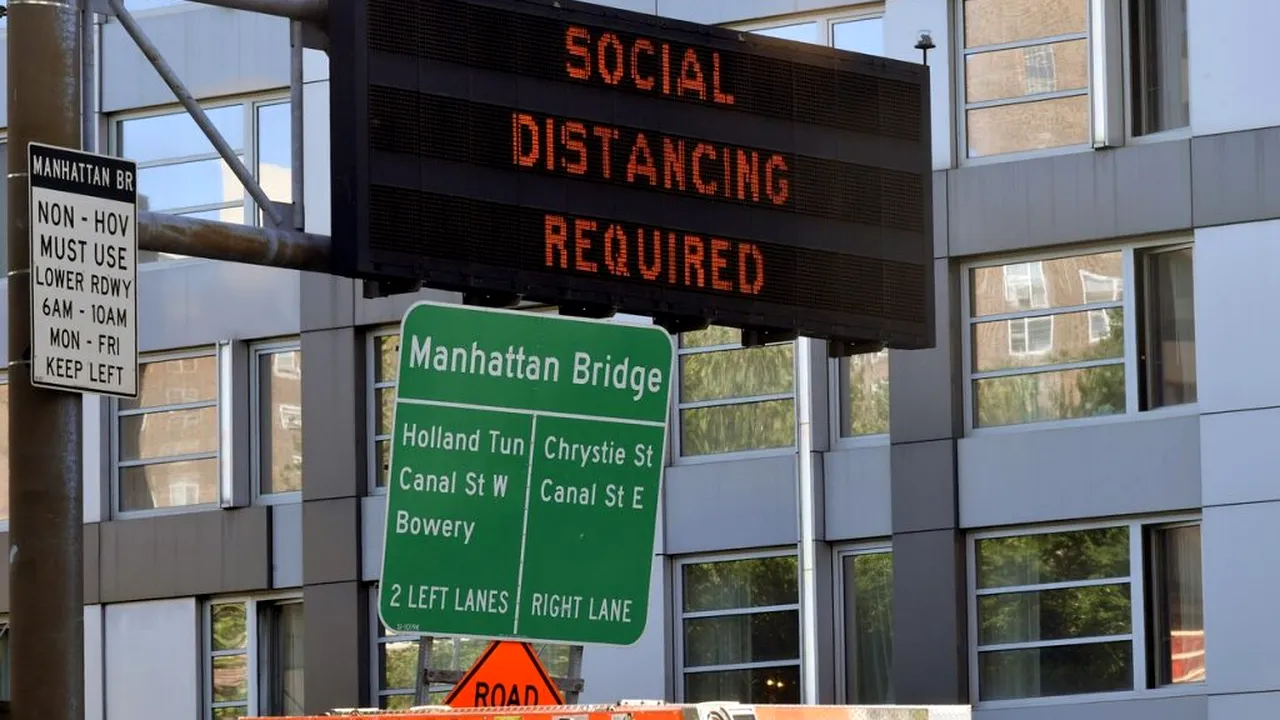 SOCIAL
DISTANCING
REQUIRED
MANHATTAN BR
NON - HOV
MUST USE
LOWER RDWY
6AM - 10AM
MON - FRI
KEEP LEFT
Manhattan Bridge
Holland Tun
Canal St W
Bowery
2 LEFT LANES
Chrystie St
Canal St E
RIGHT LANE
ROAD